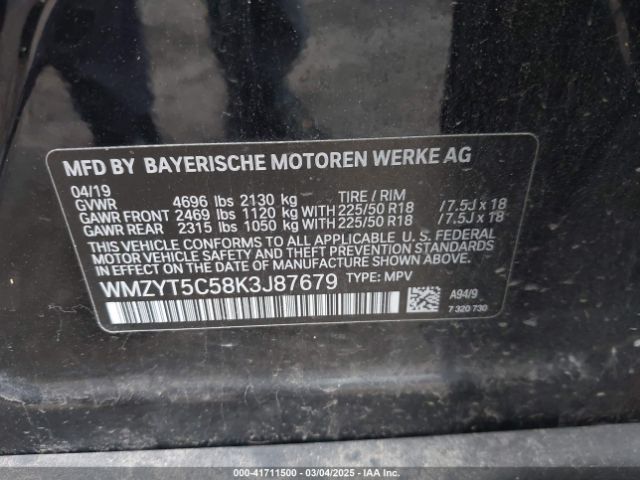 MFD BY BAYERISCHE MOTOREN WERKE AG
04/19
GVWR 4696 lbs 2130 kg TIRE / RIM
GAWR FRONT 2469 lbs 1120 kg WITH 225/50 R18 / 7.5J x 18
GAWR REAR 2315 lbs 1050 kg WITH 225/50 R18 / 7.5J x 18
THIS VEHICLE CONFORMS TO ALL APPLICABLE U. S. FEDERAL
MOTOR VEHICLE SAFETY, BUMPER, AND THEFT PREVENTION
STANDARDS IN EFFECT ON THE DATE OF MANUFACTURE SHOWN ABOVE.
WMZYT5C58K3J87679 TYPE: MPV
A94/9
7 320 730
000-41711500 - 03/04/2025 - IAA Inc.